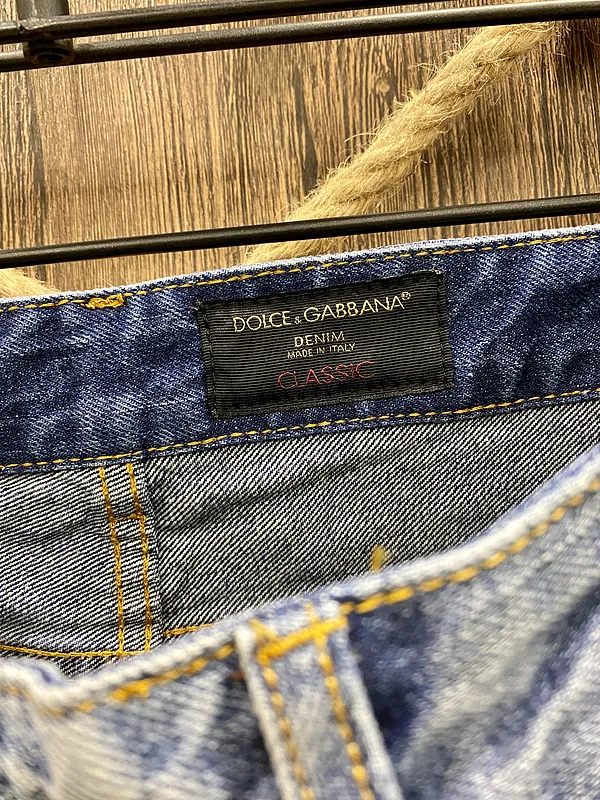 DOLCE & GABBANA®
DENIM
MADE IN ITALY
CLASSIC